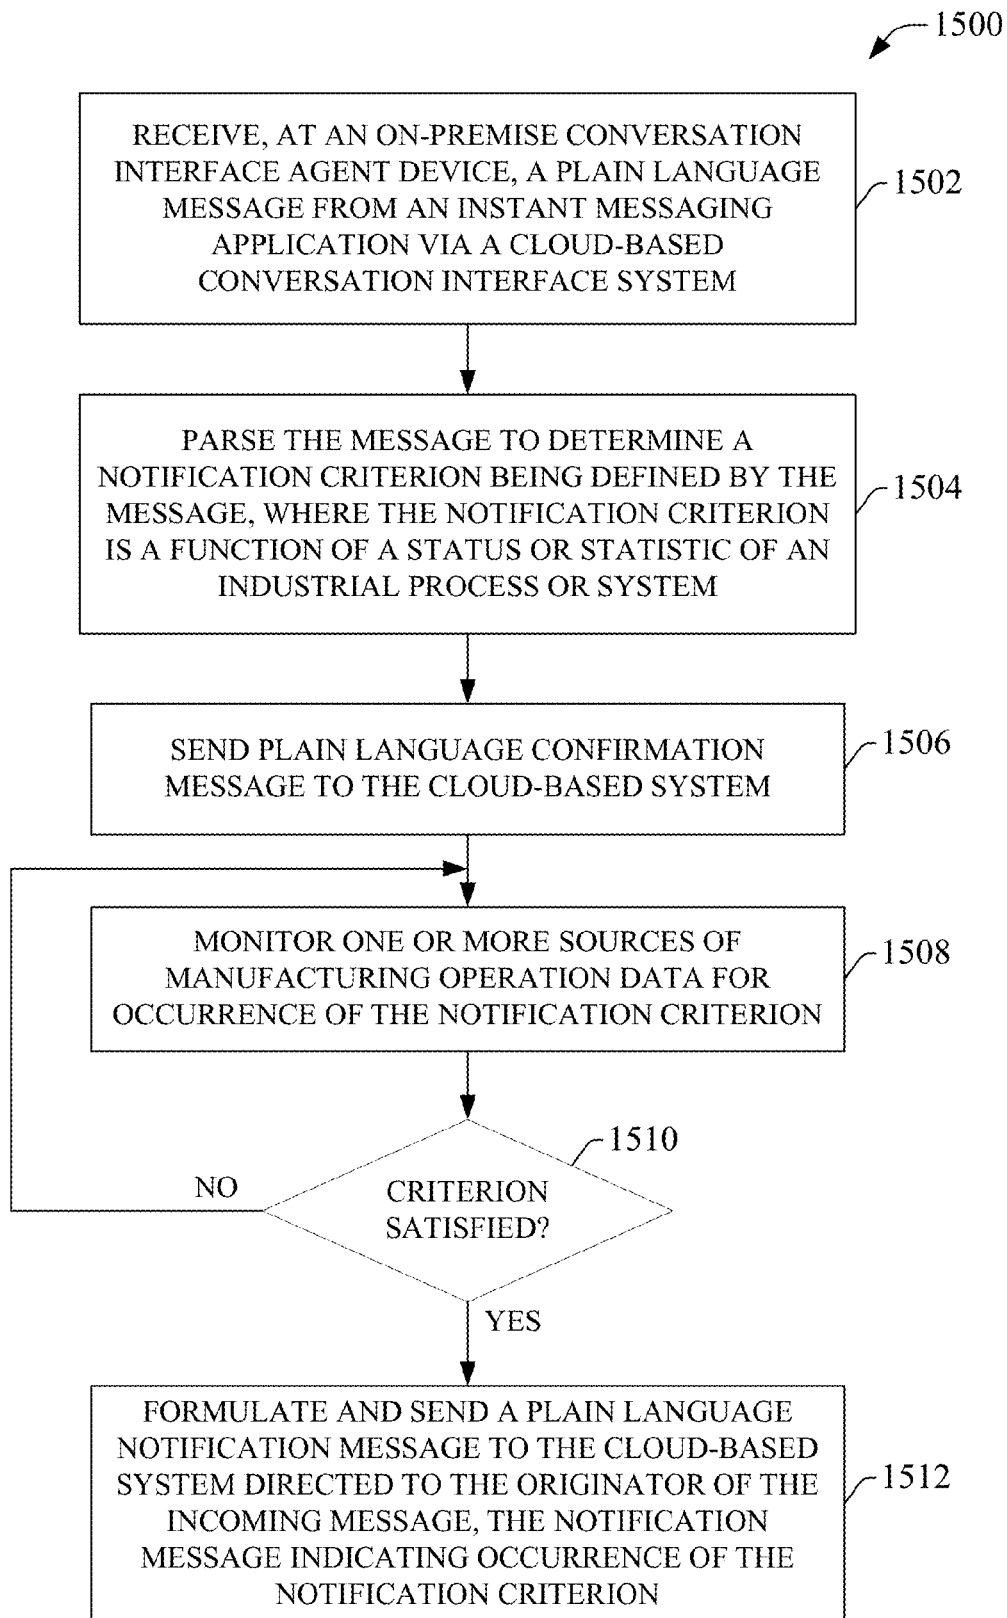 1500
RECEIVE, AT AN ON-PREMISE CONVERSATION
INTERFACE AGENT DEVICE, A PLAIN LANGUAGE
MESSAGE FROM AN INSTANT MESSAGING
APPLICATION VIA A CLOUD-BASED
CONVERSATION INTERFACE SYSTEM
1502
PARSE THE MESSAGE TO DETERMINE A
NOTIFICATION CRITERION BEING DEFINED BY THE
MESSAGE, WHERE THE NOTIFICATION CRITERION
IS A FUNCTION OF A STATUS OR STATISTIC OF AN
INDUSTRIAL PROCESS OR SYSTEM
1504
SEND PLAIN LANGUAGE CONFIRMATION
MESSAGE TO THE CLOUD-BASED SYSTEM
1506
MONITOR ONE OR MORE SOURCES OF
MANUFACTURING OPERATION DATA FOR
OCCURRENCE OF THE NOTIFICATION CRITERION
1508
CRITERION
SATISFIED?
1510
NO
YES
FORMULATE AND SEND A PLAIN LANGUAGE
NOTIFICATION MESSAGE TO THE CLOUD-BASED
SYSTEM DIRECTED TO THE ORIGINATOR OF THE
INCOMING MESSAGE, THE NOTIFICATION
MESSAGE INDICATING OCCURRENCE OF THE
NOTIFICATION CRITERION
1512